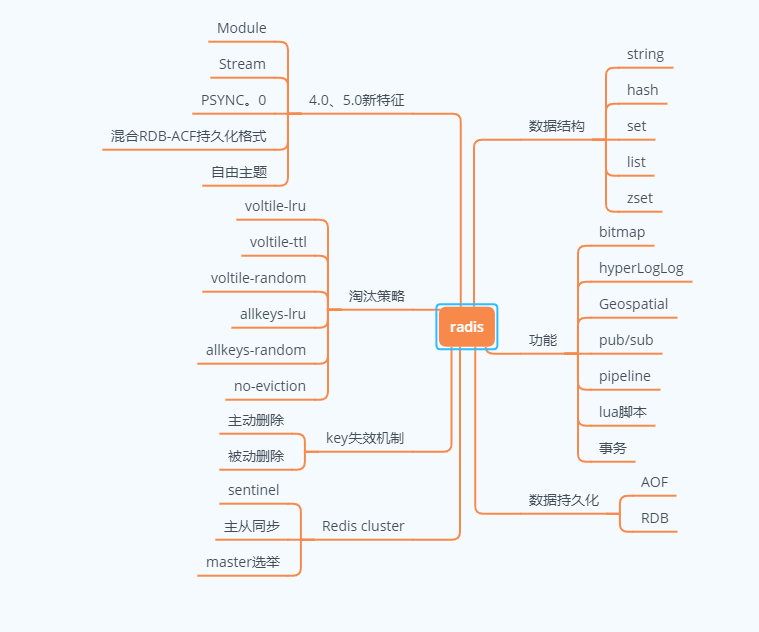 radis
4.0、5.0新特征
Module
Stream
PSYNC。0
混合RDB-ACF持久化格式
自由主题
淘汰策略
voltile-lru
voltile-ttl
voltile-random
allkeys-lru
allkeys-random
no-eviction
key失效机制
主动删除
被动删除
Redis cluster
sentinel
主从同步
master选举
数据结构
string
hash
set
list
zset
功能
bitmap
hyperLogLog
Geospatial
pub/sub
pipeline
lua脚本
事务
数据持久化
AOF
RDB